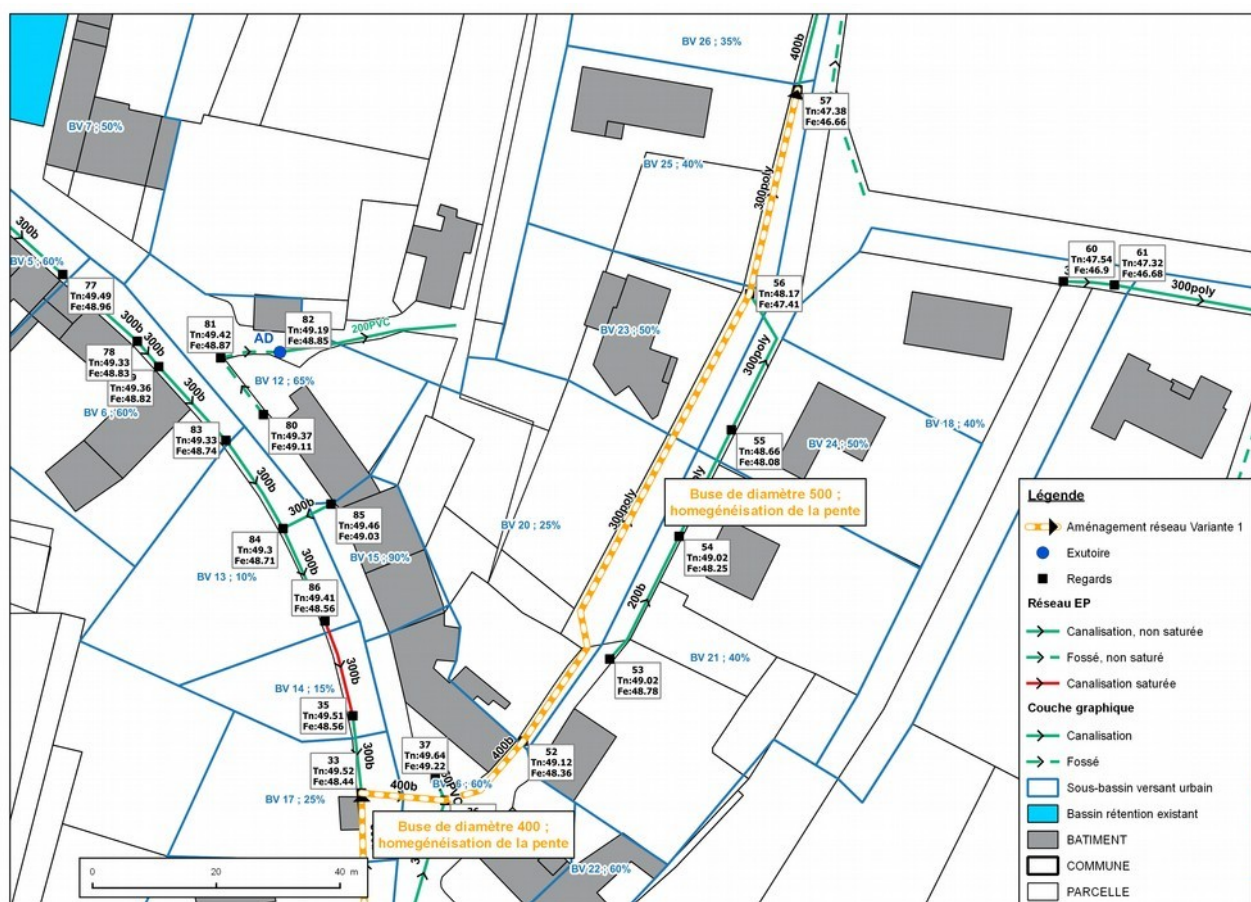 BV 26 ; 35%
400b
57
Tn:47.38
Fe:46.66
BV 7 ; 50%
BV 25 ; 40%
300poly
300b
BV 5 ; 60%
77
Tn:49.49
Fe:48.96
60
Tn:47.54
Fe:46.9
61
Tn:47.32
Fe:46.68
300poly
56
Tn:48.17
Fe:47.41
81
Tn:49.42
Fe:48.87
AD
82
Tn:49.19
Fe:48.85
200PVC
300b
300b
78
Tn:49.33
Fe:48.83
Tn:49.36
Fe:48.82
300b
BV 12 ; 65%
BV 23 ; 50%
300poly
BV 6 ; 60%
83
Tn:49.33
Fe:48.74
80
Tn:49.37
Fe:49.11
55
Tn:48.66
Fe:48.08
BV 24 ; 50%
BV 18 ; 40%
300b
300b
85
Tn:49.46
Fe:49.03
BV 20 ; 25%
300poly
Buse de diamètre 500 ;
homegénéisation de la pente
84
Tn:49.3
Fe:48.71
300b
BV 15 ; 90%
54
Tn:49.02
Fe:48.25
BV 13 ; 10%
86
Tn:49.41
Fe:48.56
200b
53
Tn:49.02
Fe:48.78
BV 21 ; 40%
300b
BV 14 ; 15%
35
Tn:49.51
Fe:48.56
300b
37
Tn:49.64
Fe:49.22
400b
52
Tn:49.12
Fe:48.36
33
Tn:49.52
Fe:48.44
400b
60%
BV 17 ; 25%
Buse de diamètre 400 ;
homegénéisation de la pente
BV 22 ; 60%
0 20 40 m
Légende
Aménagement réseau Variante 1
Exutoire
Regards
Réseau EP
Canalisation, non saturée
Fossé, non saturé
Canalisation saturée
Couche graphique
Canalisation
Fossé
Sous-bassin versant urbain
Bassin rétention existant
BATIMENT
COMMUNE
PARCELLE